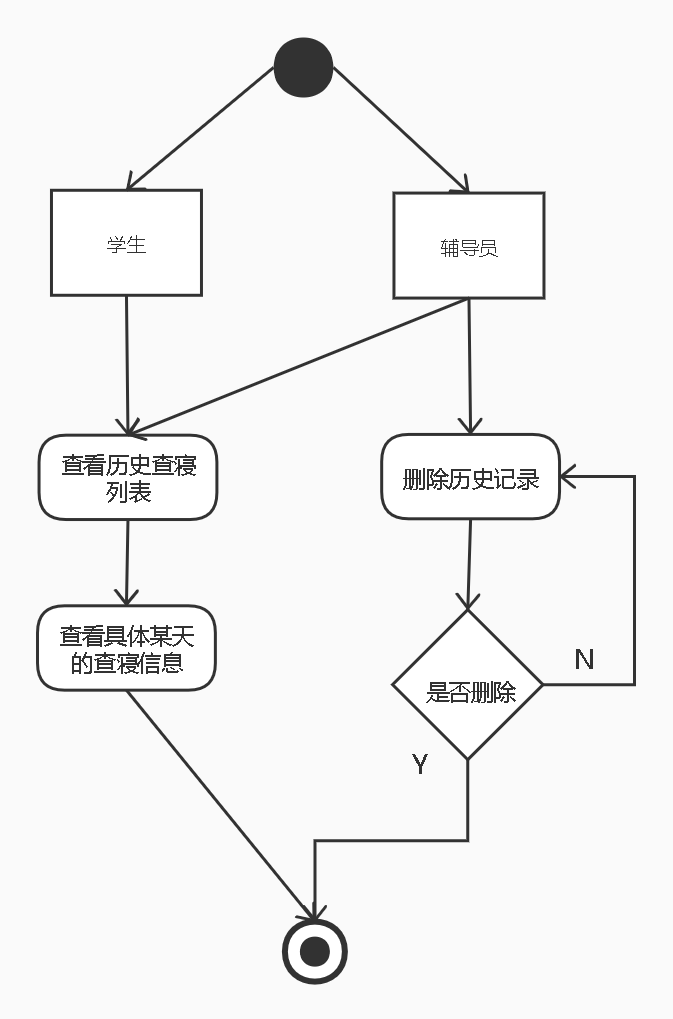 学生
辅导员
查看历史查寝
列表
删除历史记录
查看具体某天
的查寝信息
N
是否删除
Y